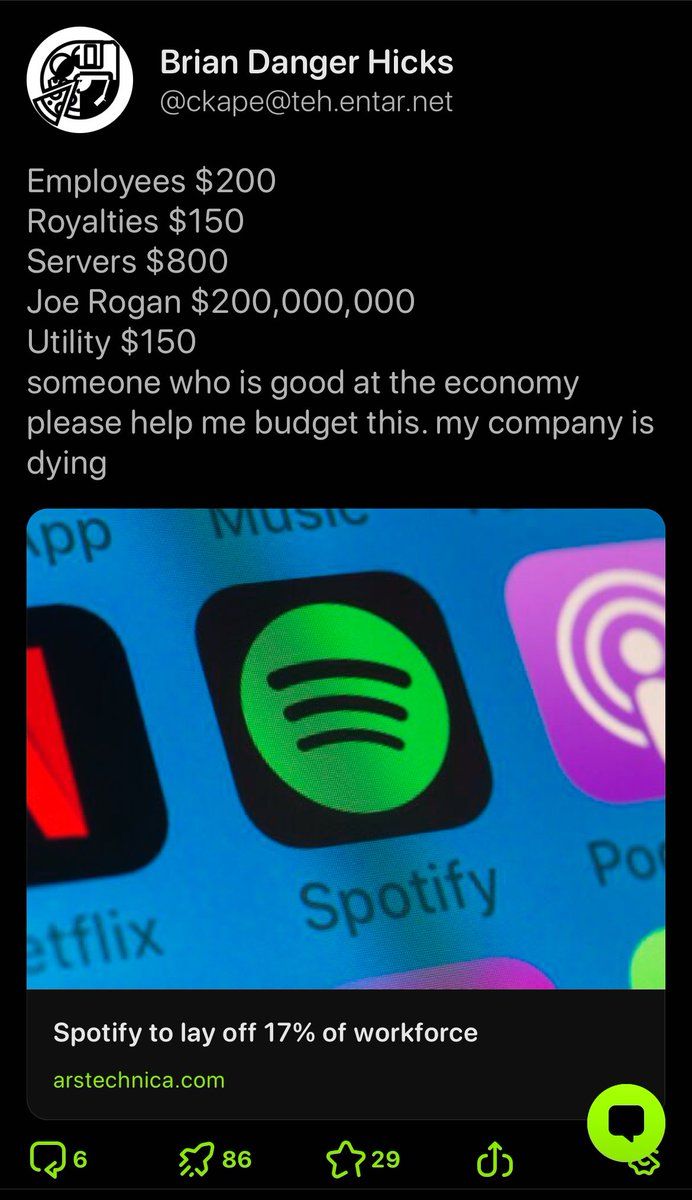 Brian Danger Hicks
@ckape@teh.entar.net
Employees $200
Royalties $150
Servers $800
Joe Rogan $200,000,000
Utility $150
someone who is good at the economy
please help me budget this. my company is
dying
App
Music
Spotify
etflix
Po
Spotify to lay off 17% of workforce
arstechnica.com
6
86
29